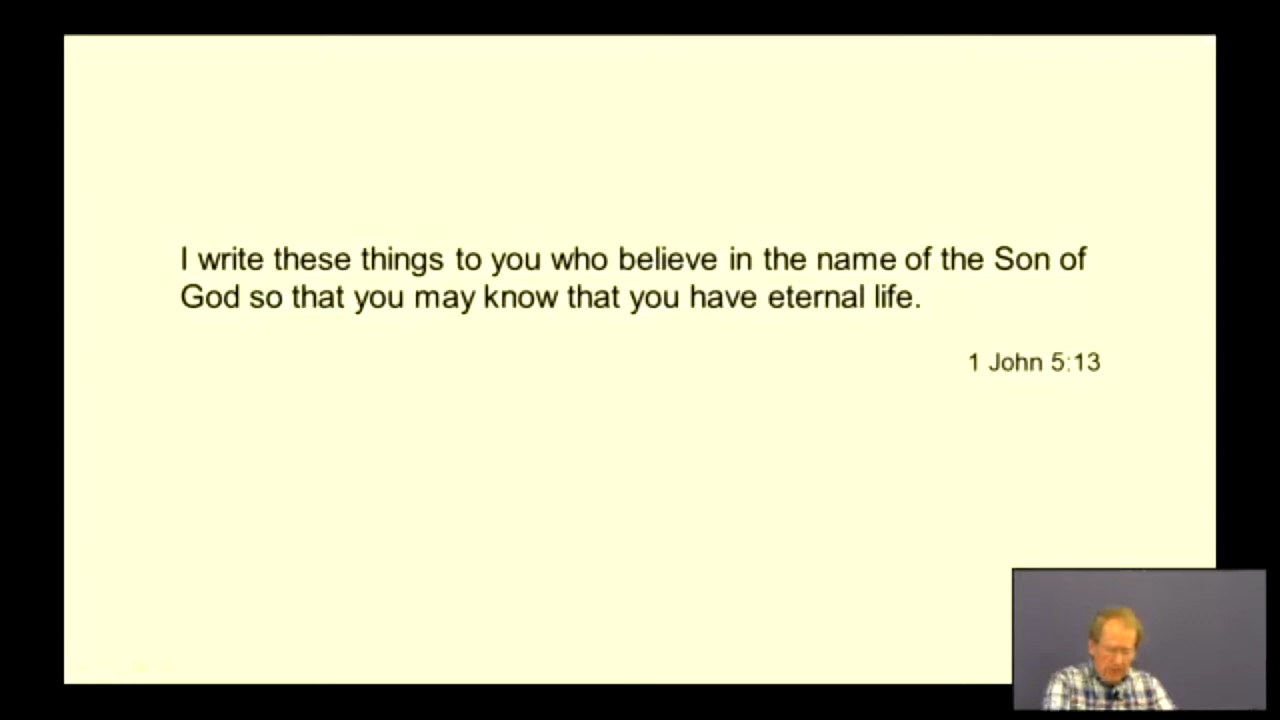 I write these things to you who believe in the name of the Son of
God so that you may know that you have eternal life.
1 John 5:13